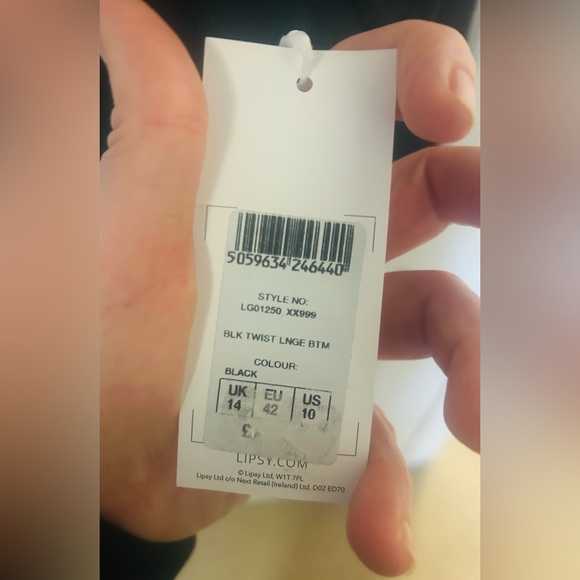 5059634 246440
STYLE NO:
LG01250 XX999
BLK TWIST LNGE BTM
COLOUR:
BLACK
UK EU US
14 42 10
£
LIPSY.COM
© Lipsy Ltd, W1T 7PL
Lipsy Ltd c/o Next Retail (Ireland) Ltd, D02 ED70